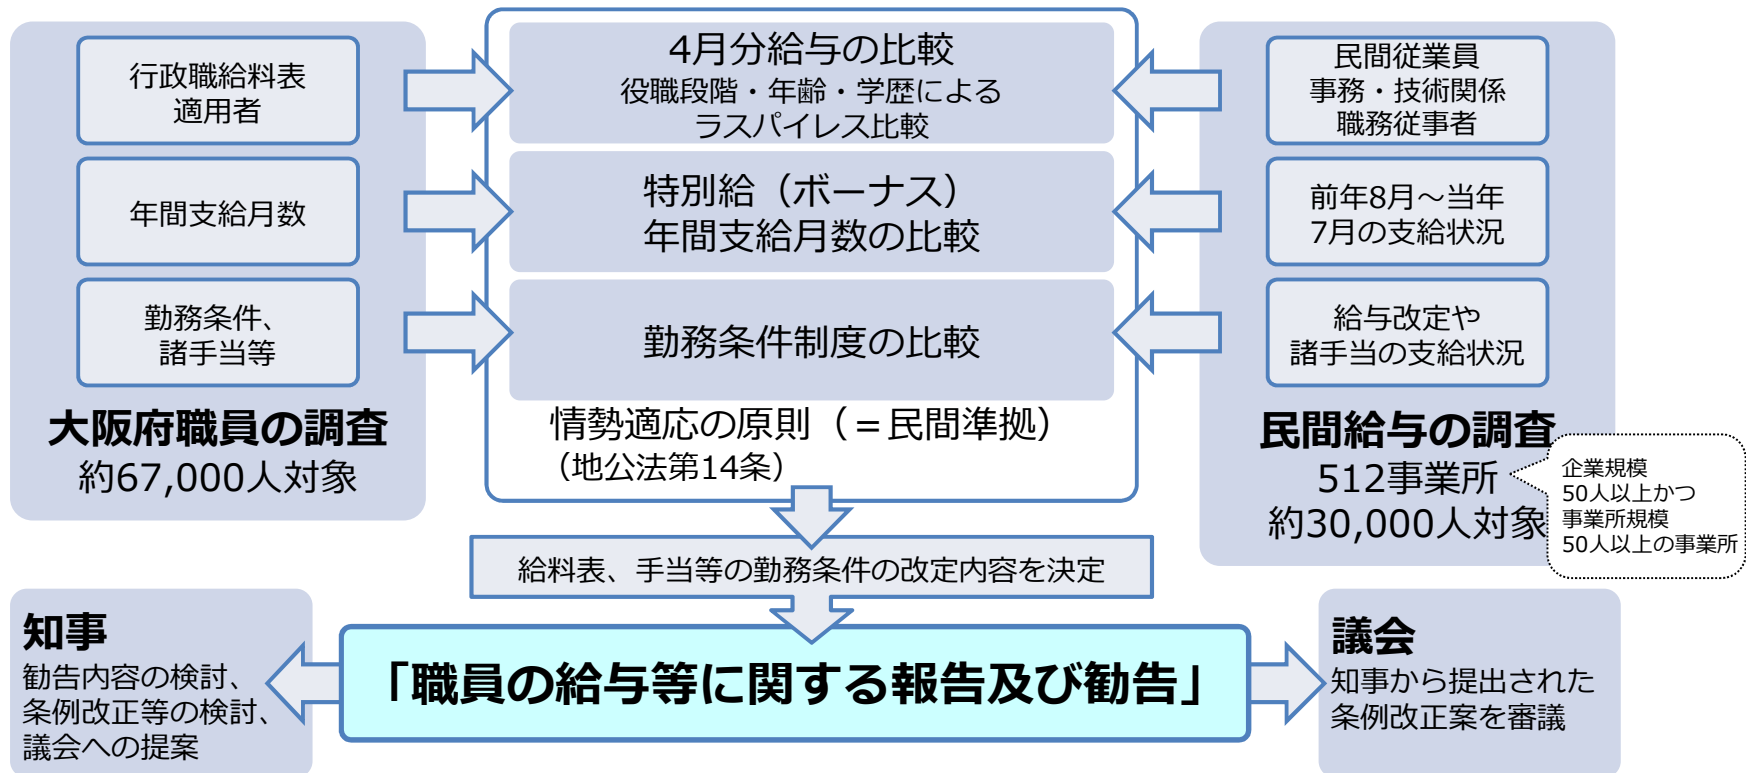 行政職給料表
適用者
年間支給月数
勤務条件、
諸手当等
大阪府職員の調査
約67,000人対象
4月分給与の比較
役職段階・年齢・学歴による
ラスパイレス比較
特別給（ボーナス）
年間支給月数の比較
勤務条件制度の比較
情勢適応の原則（＝民間準拠）
（地公法第14条）
民間従業員
事務・技術関係
職務従事者
前年8月～当年
7月の支給状況
給与改定や
諸手当の支給状況
民間給与の調査
512事業所
約30,000人対象
企業規模
50人以上かつ
事業所規模
50人以上の事業所
給料表、手当等の勤務条件の改定内容を決定
「職員の給与等に関する報告及び勧告」
知事
勧告内容の検討、
条例改正等の検討、
議会への提案
議会
知事から提出された
条例改正案を審議